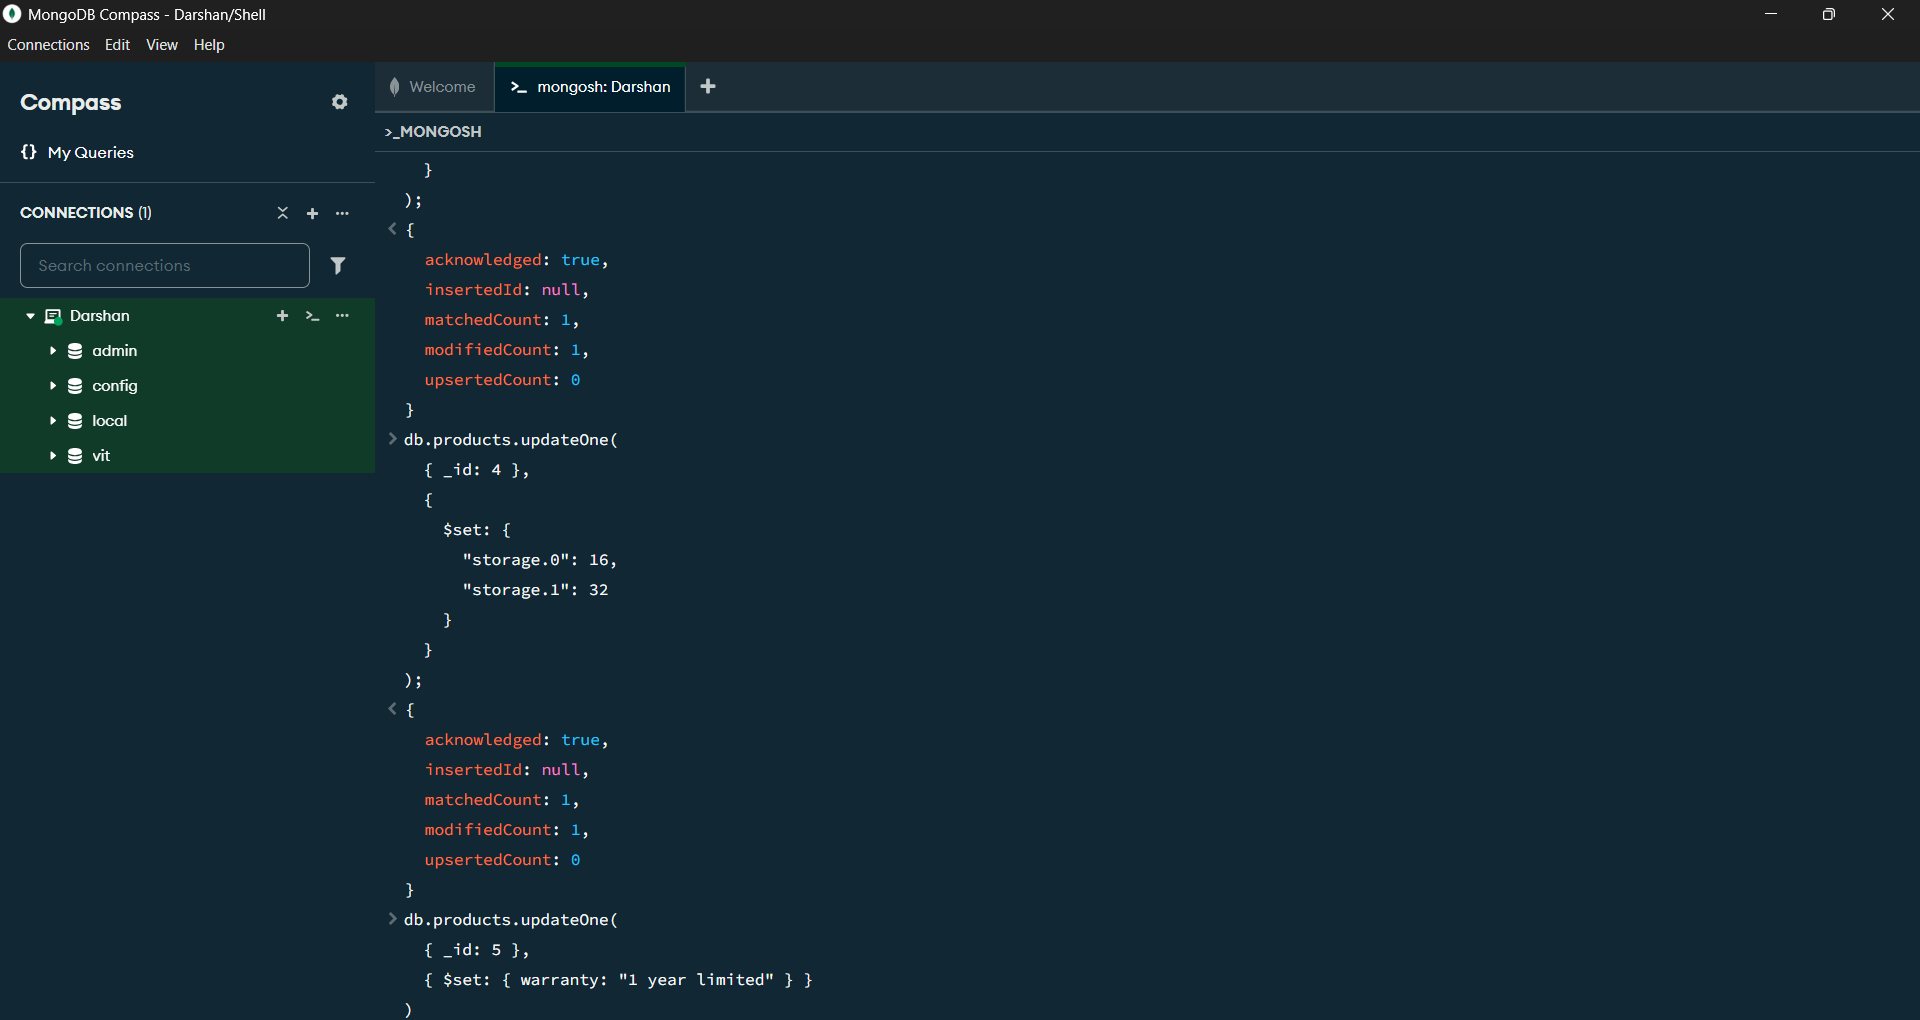 MongoDB Compass - Darshan/Shell
Connections Edit View Help
Compass
{} My Queries
CONNECTIONS (1)
Search connections
Darshan
admin
config
local
vit
Welcome
>_ mongosh: Darshan
>_MONGOSH
}
);
< {
acknowledged: true,
insertedId: null,
matchedCount: 1,
modifiedCount: 1,
upsertedCount: 0
}
> db.products.updateOne(
{ _id: 4 },
{
$set: {
"storage.0": 16,
"storage.1": 32
}
}
);
< {
acknowledged: true,
insertedId: null,
matchedCount: 1,
modifiedCount: 1,
upsertedCount: 0
}
> db.products.updateOne(
{ _id: 5 },
{ $set: { warranty: "1 year limited" } }
)